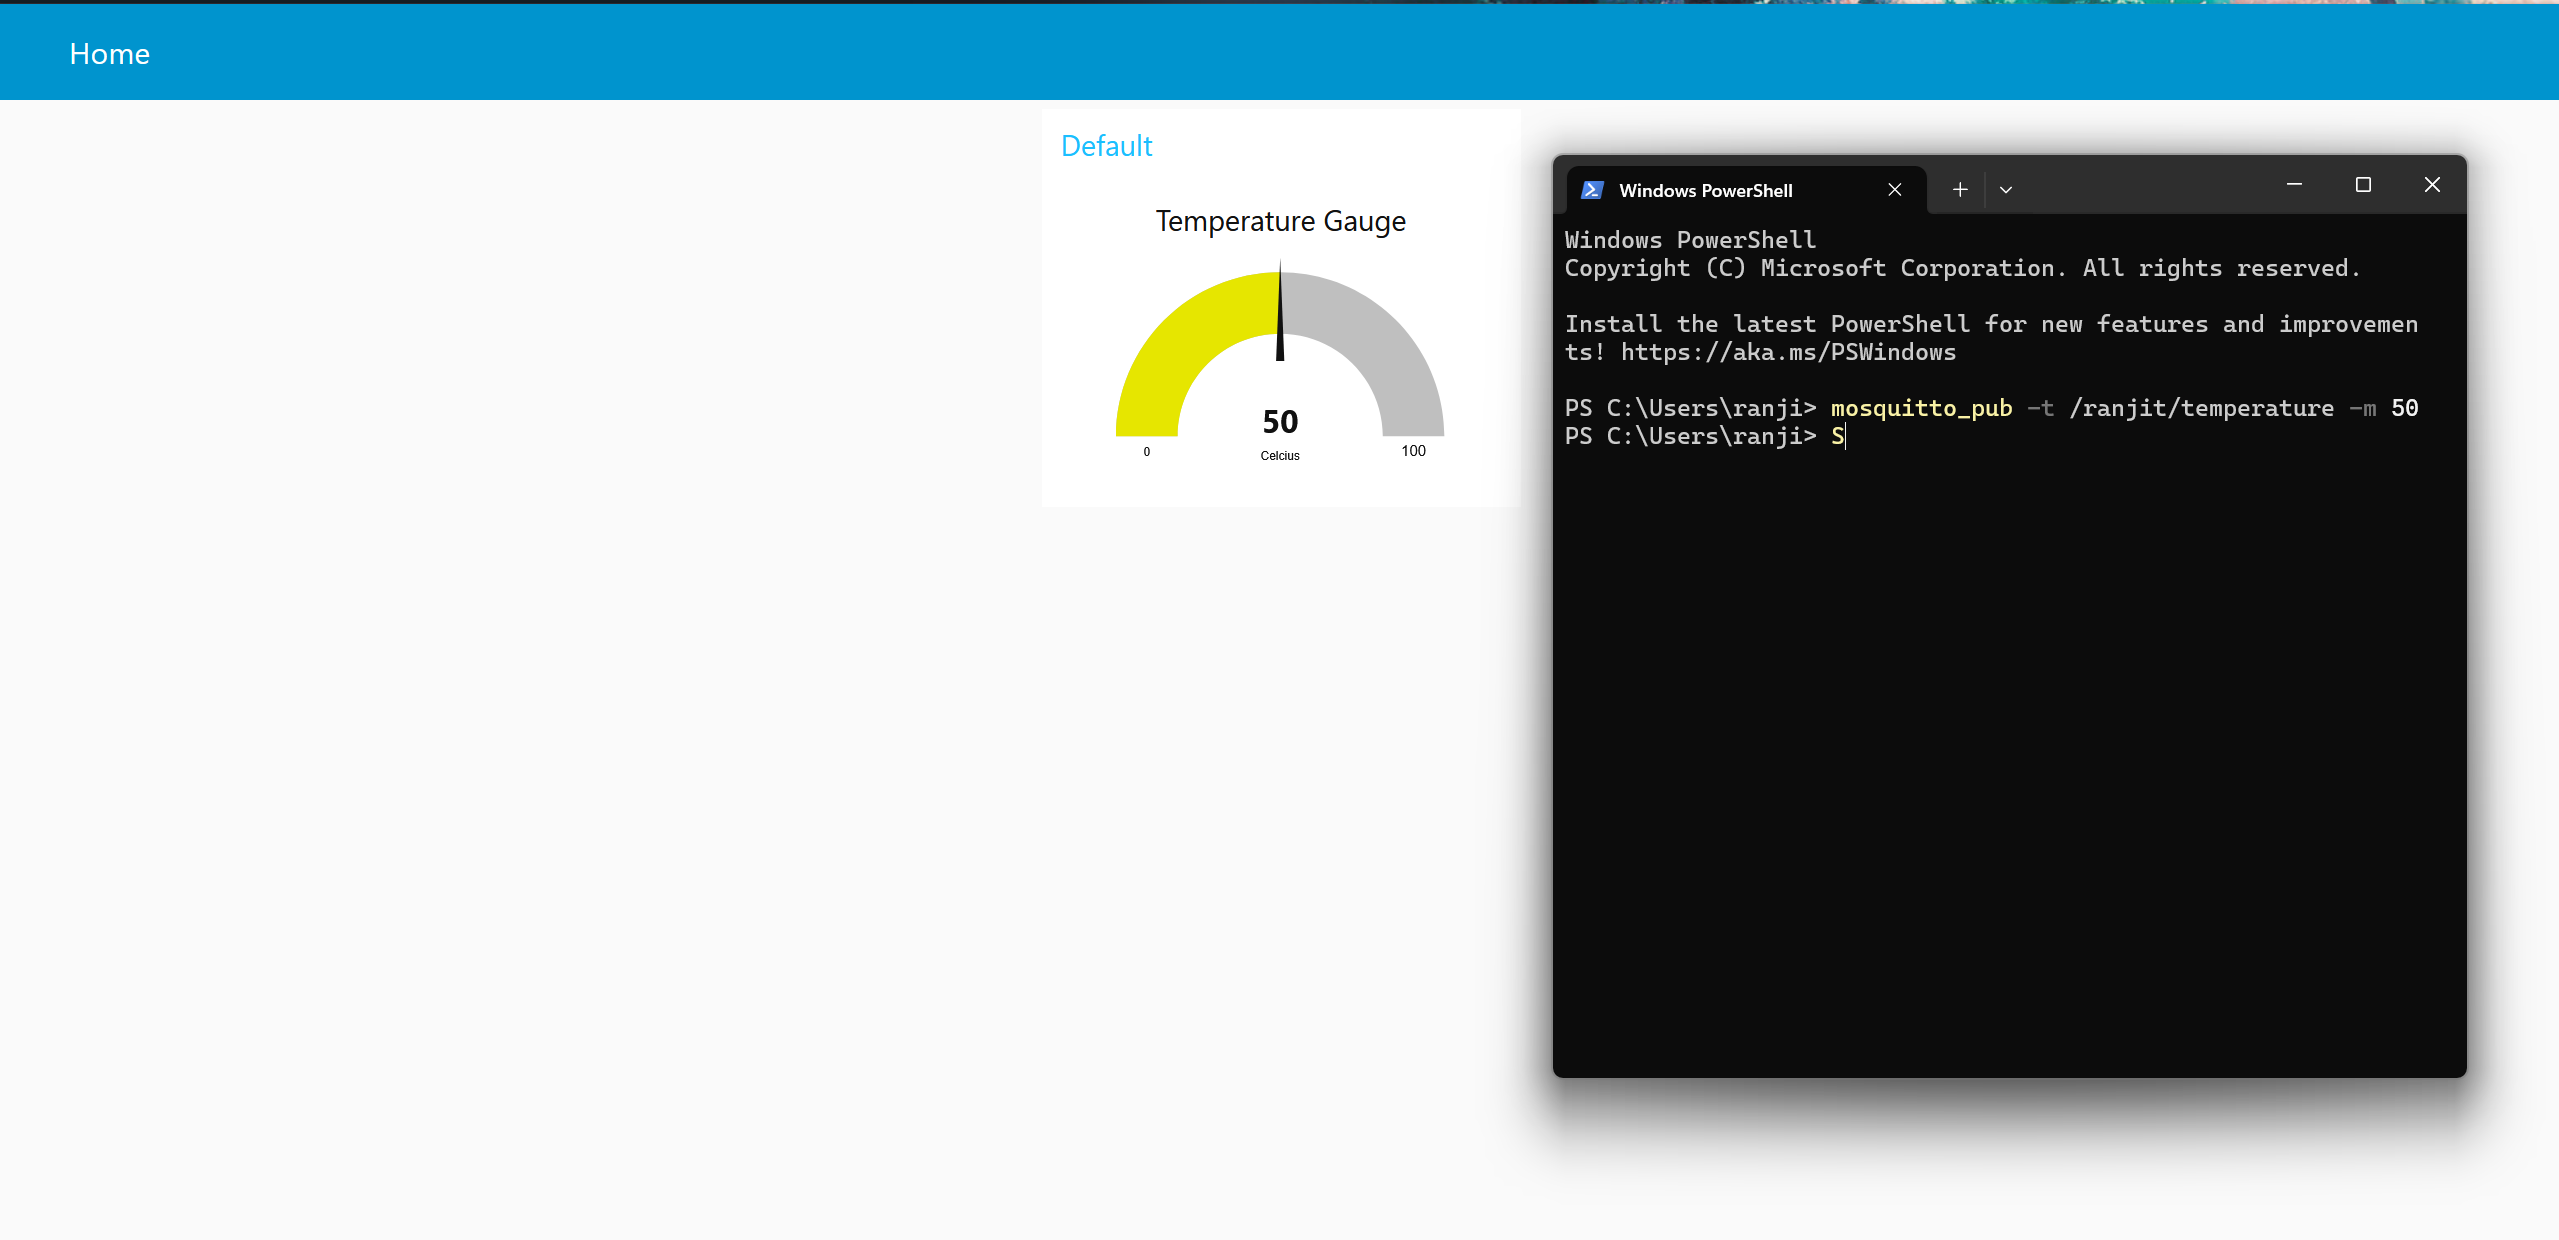 Home
Default
Temperature Gauge
50
0
Celcius
100
Windows PowerShell
Windows PowerShell
Copyright (C) Microsoft Corporation. All rights reserved.
Install the latest PowerShell for new features and improvemen
ts! https://aka.ms/PSWindows
PS C:\Users\ranji> mosquitto_pub -t /ranjit/temperature -m 50
PS C:\Users\ranji> S